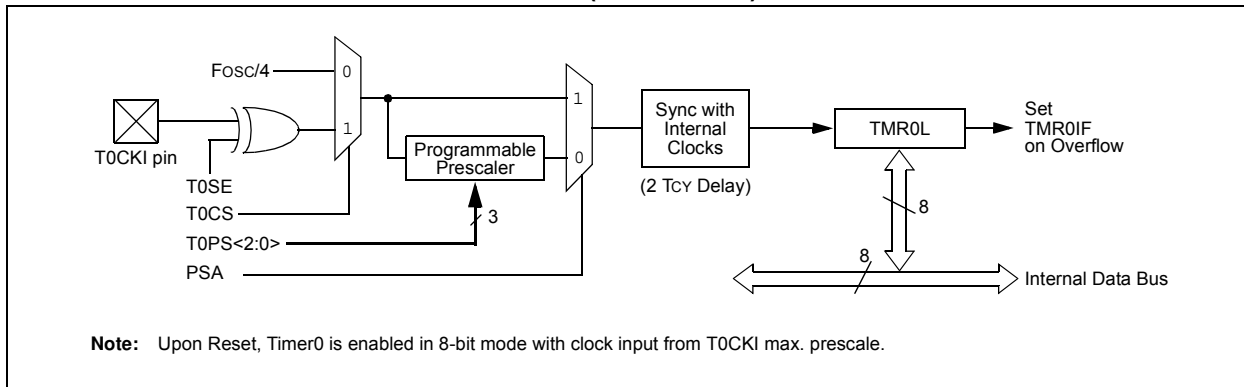 FOSC/4
0
1
T0CKI pin
T0SE
T0CS
T0PS<2:0>
PSA
Programmable
Prescaler
3
1
0
Sync with
Internal
Clocks
(2 TCY Delay)
TMR0L
Set
TMR0IF
on Overflow
8
8
Internal Data Bus
Note: Upon Reset, Timer0 is enabled in 8-bit mode with clock input from T0CKI max. prescale.